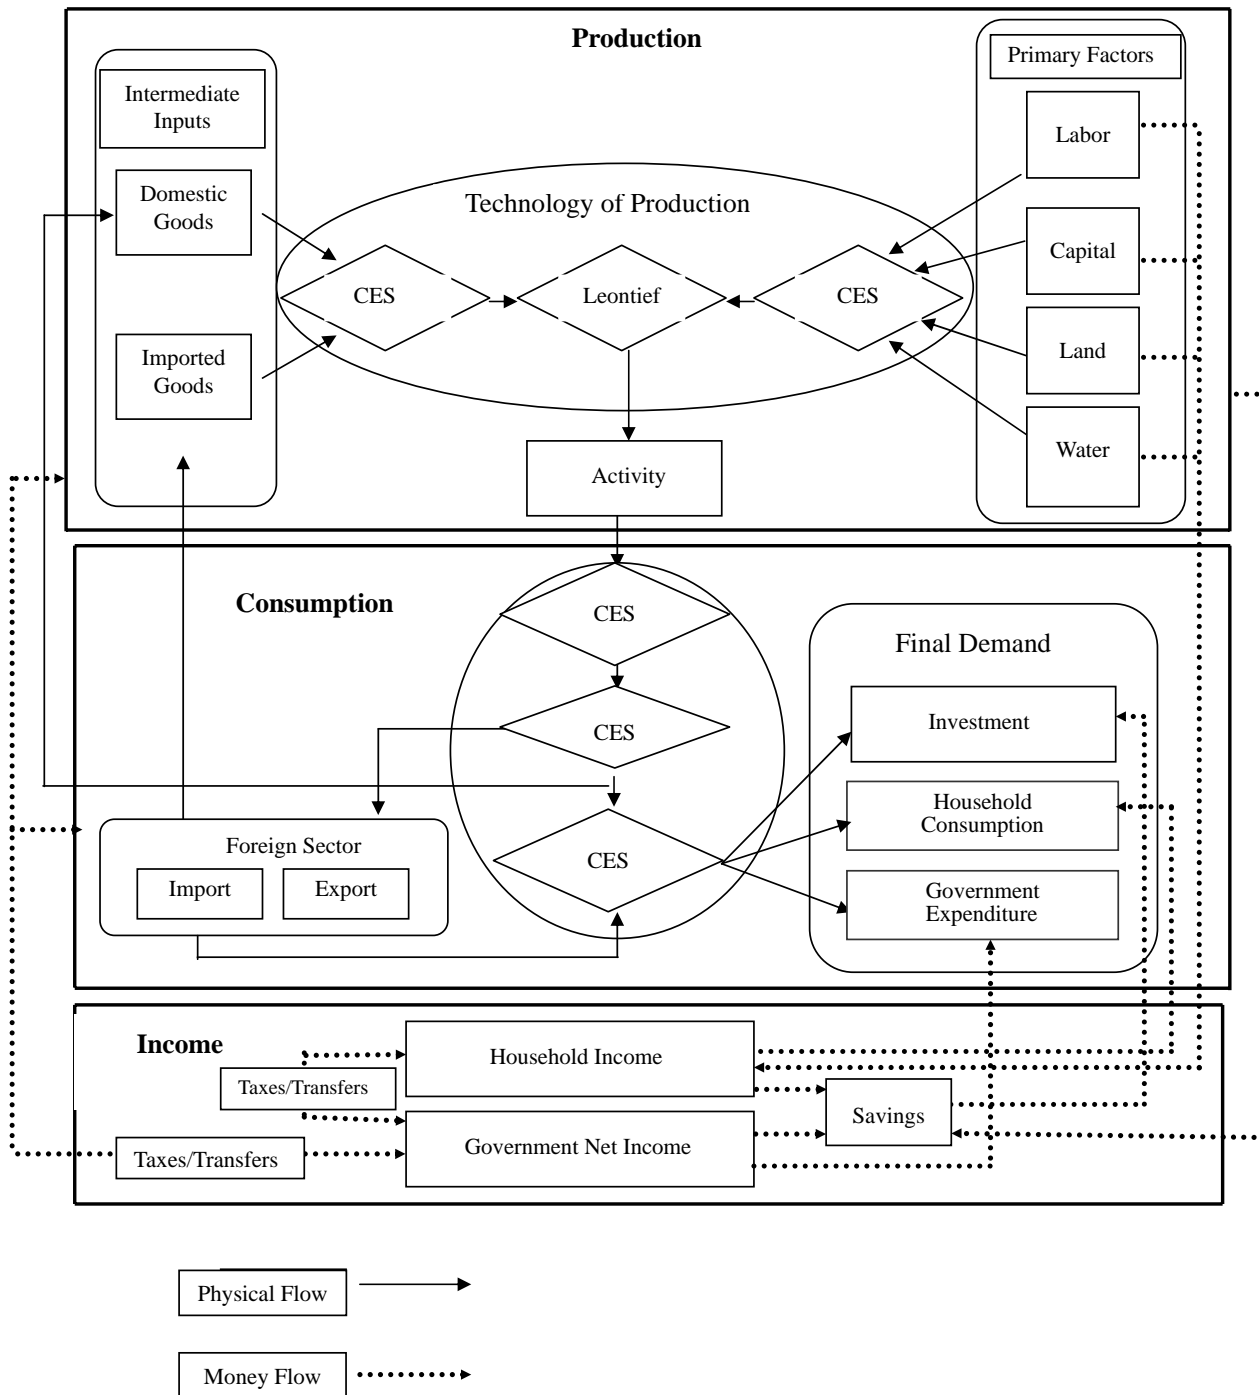 Production
Primary Factors
Intermediate
Inputs
Labor
Domestic
Goods
Technology of Production
Capital
CES
Leontief
CES
Imported
Goods
Land
Water
Activity
Consumption
CES
Final Demand
CES
Investment
Household
Consumption
Foreign Sector
CES
Import
Export
Government
Expenditure
Income
Household Income
Taxes/Transfers
Savings
Government Net Income
Taxes/Transfers
Physical Flow
Money Flow